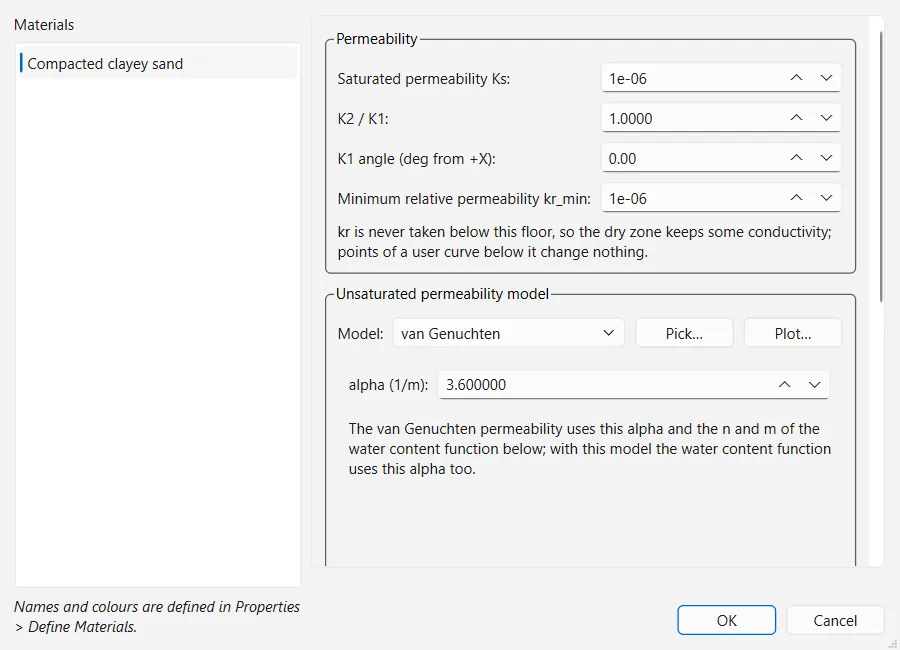 Materials
Compacted clayey sand
Names and colours are defined in Properties
> Define Materials.
Permeability
Saturated permeability Ks: 1e-06
K2 / K1: 1.0000
K1 angle (deg from +X): 0.00
Minimum relative permeability kr_min: 1e-06
kr is never taken below this floor, so the dry zone keeps some conductivity;
points of a user curve below it change nothing.
Unsaturated permeability model
Model: van Genuchten Pick... Plot...
alpha (1/m): 3.600000
The van Genuchten permeability uses this alpha and the n and m of the
water content function below; with this model the water content function
uses this alpha too.
OK Cancel